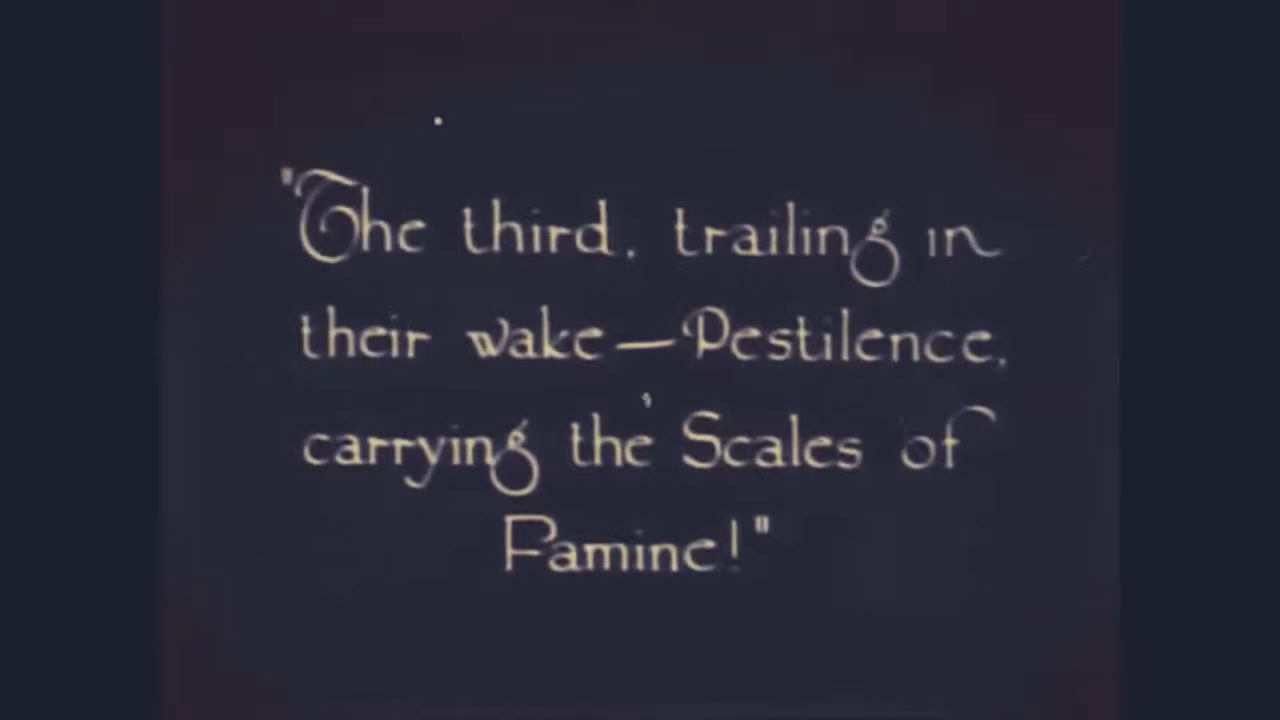 "The third, trailing in
their wake—Pestilence,
carrying the Scales of
Famine!"